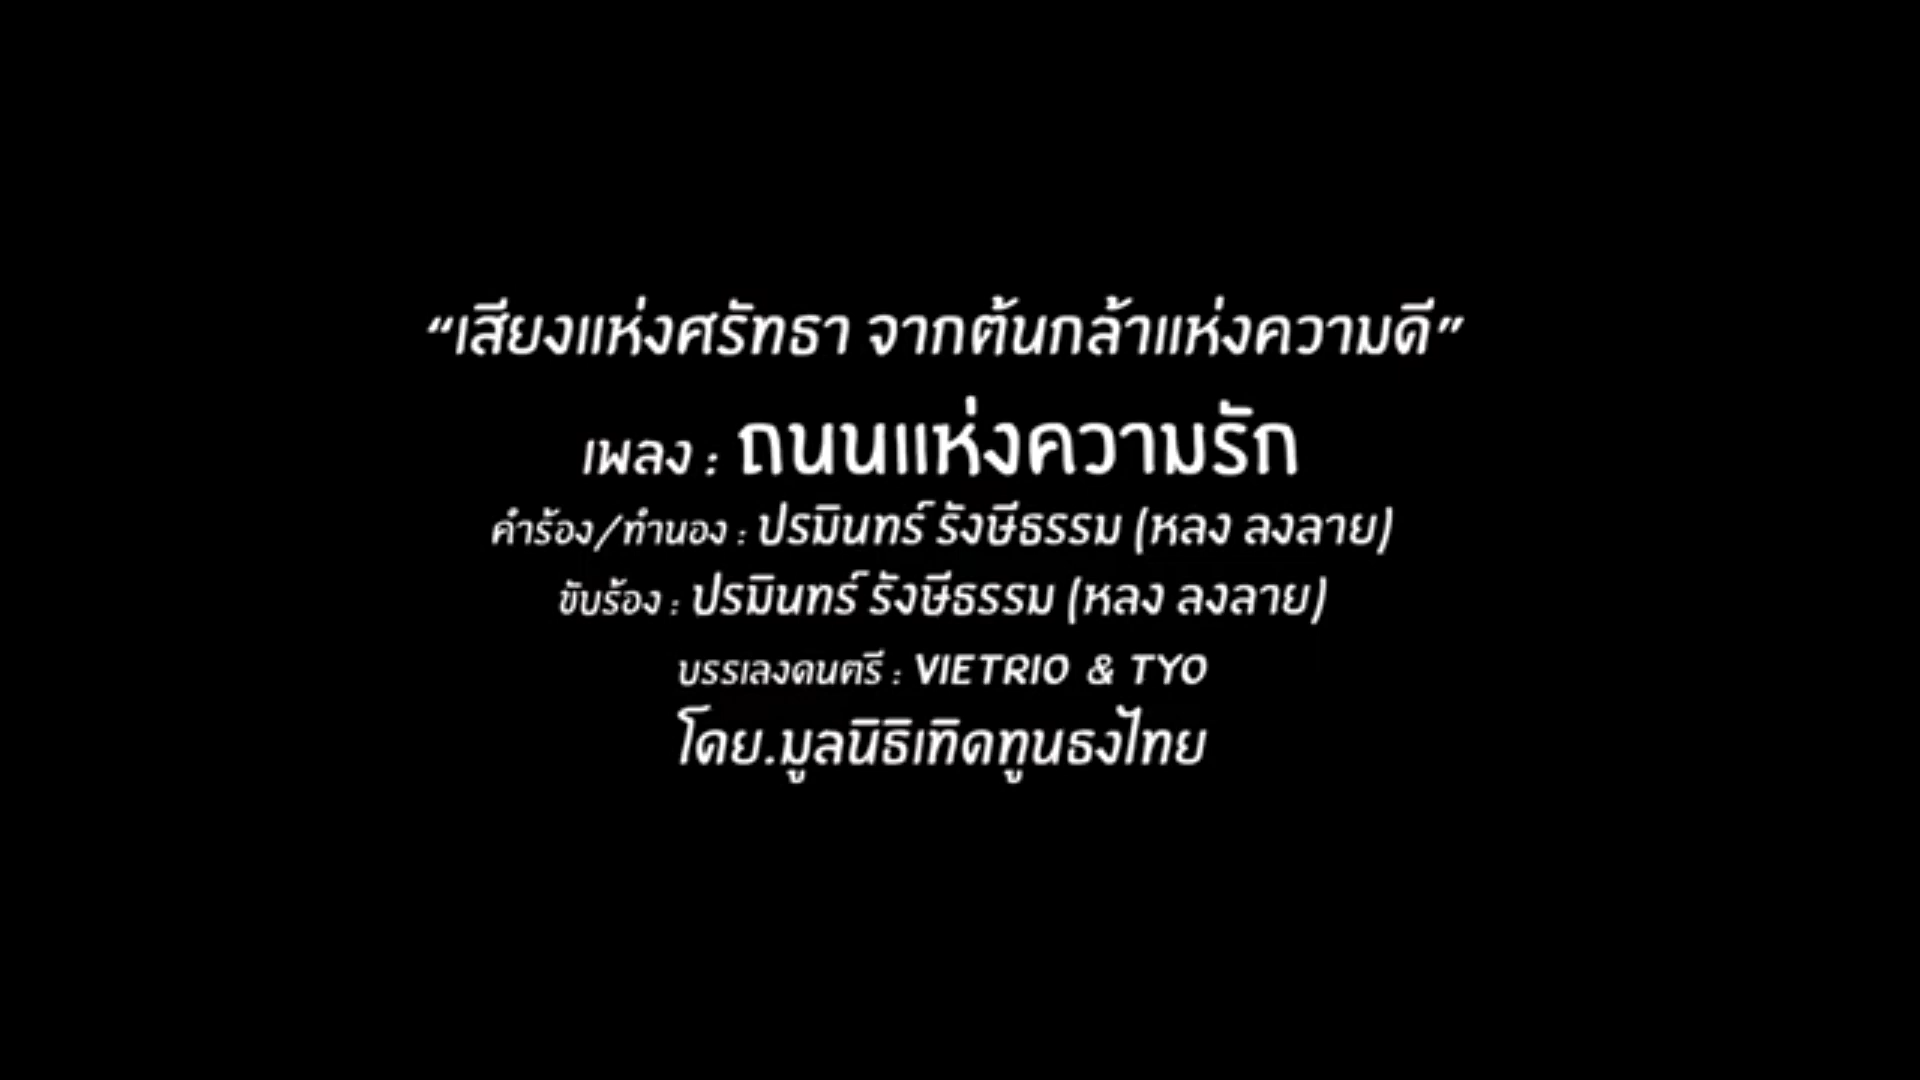 “เสียงแห่งศรัทธา จากต้นกล้าแห่งความดี”
เพลง : ถนนแห่งความรัก
คำร้อง/ทำนอง : ปรมินทร์ รังษีธรรม (หลง ลงลาย)
ขับร้อง : ปรมินทร์ รังษีธรรม (หลง ลงลาย)
บรรเลงดนตรี : VIETRIO & TYO
โดย.มูลนิธิเทิดทูนธงไทย